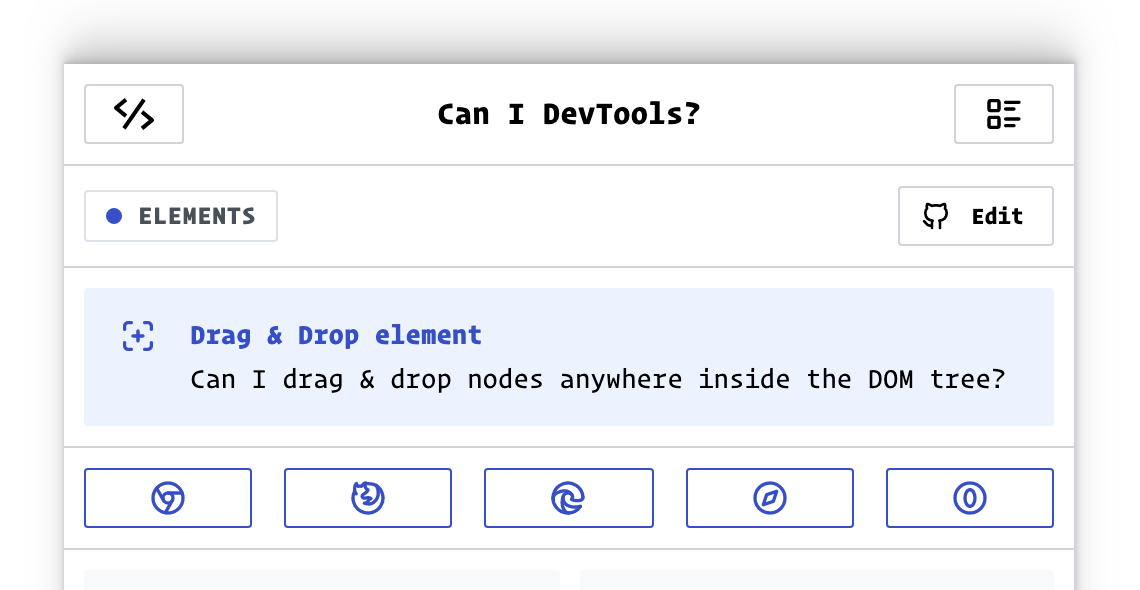 Can I DevTools?
ELEMENTS
Edit
Drag & Drop element
Can I drag & drop nodes anywhere inside the DOM tree?